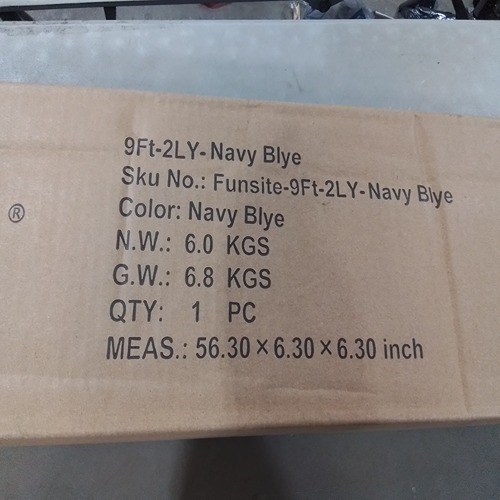 9Ft-2LY-Navy Blye
Sku No.: Funsite-9Ft-2LY-Navy Blye
®
Color: Navy Blye
N.W.: 6.0 KGS
G.W.: 6.8 KGS
QTY: 1 PC
MEAS.: 56.30×6.30×6.30 inch